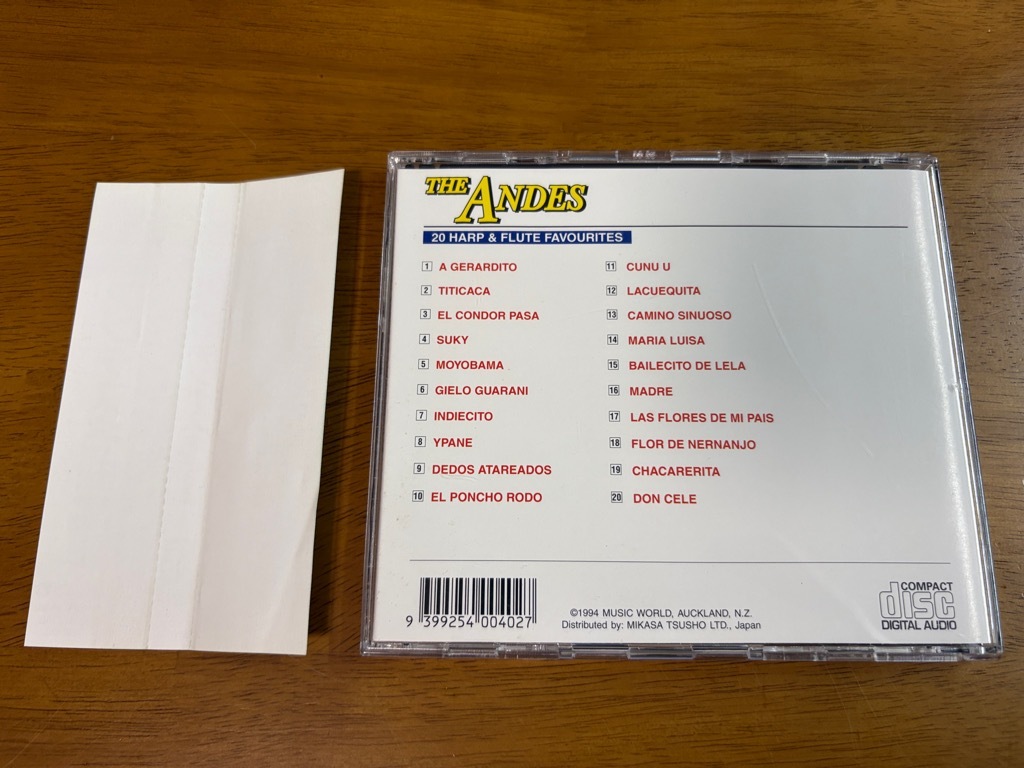 THE ANDES
20 HARP & FLUTE FAVOURITES
1 A GERARDITO
2 TITICACA
3 EL CONDOR PASA
4 SUKY
5 MOYOBAMA
6 GIELO GUARANI
7 INDIECITO
8 YPANE
9 DEDOS ATAREADOS
10 EL PONCHO RODO
11 CUNU U
12 LACUEQUITA
13 CAMINO SINUOSO
14 MARIA LUISA
15 BAILECITO DE LELA
16 MADRE
17 LAS FLORES DE MI PAIS
18 FLOR DE NERNANJO
19 CHACARERITA
20 DON CELE
9 399254 004027
©1994 MUSIC WORLD, AUCKLAND, N.Z.
Distributed by: MIKASA TSUSHO LTD., Japan
COMPACT
disc
DIGITAL AUDIO